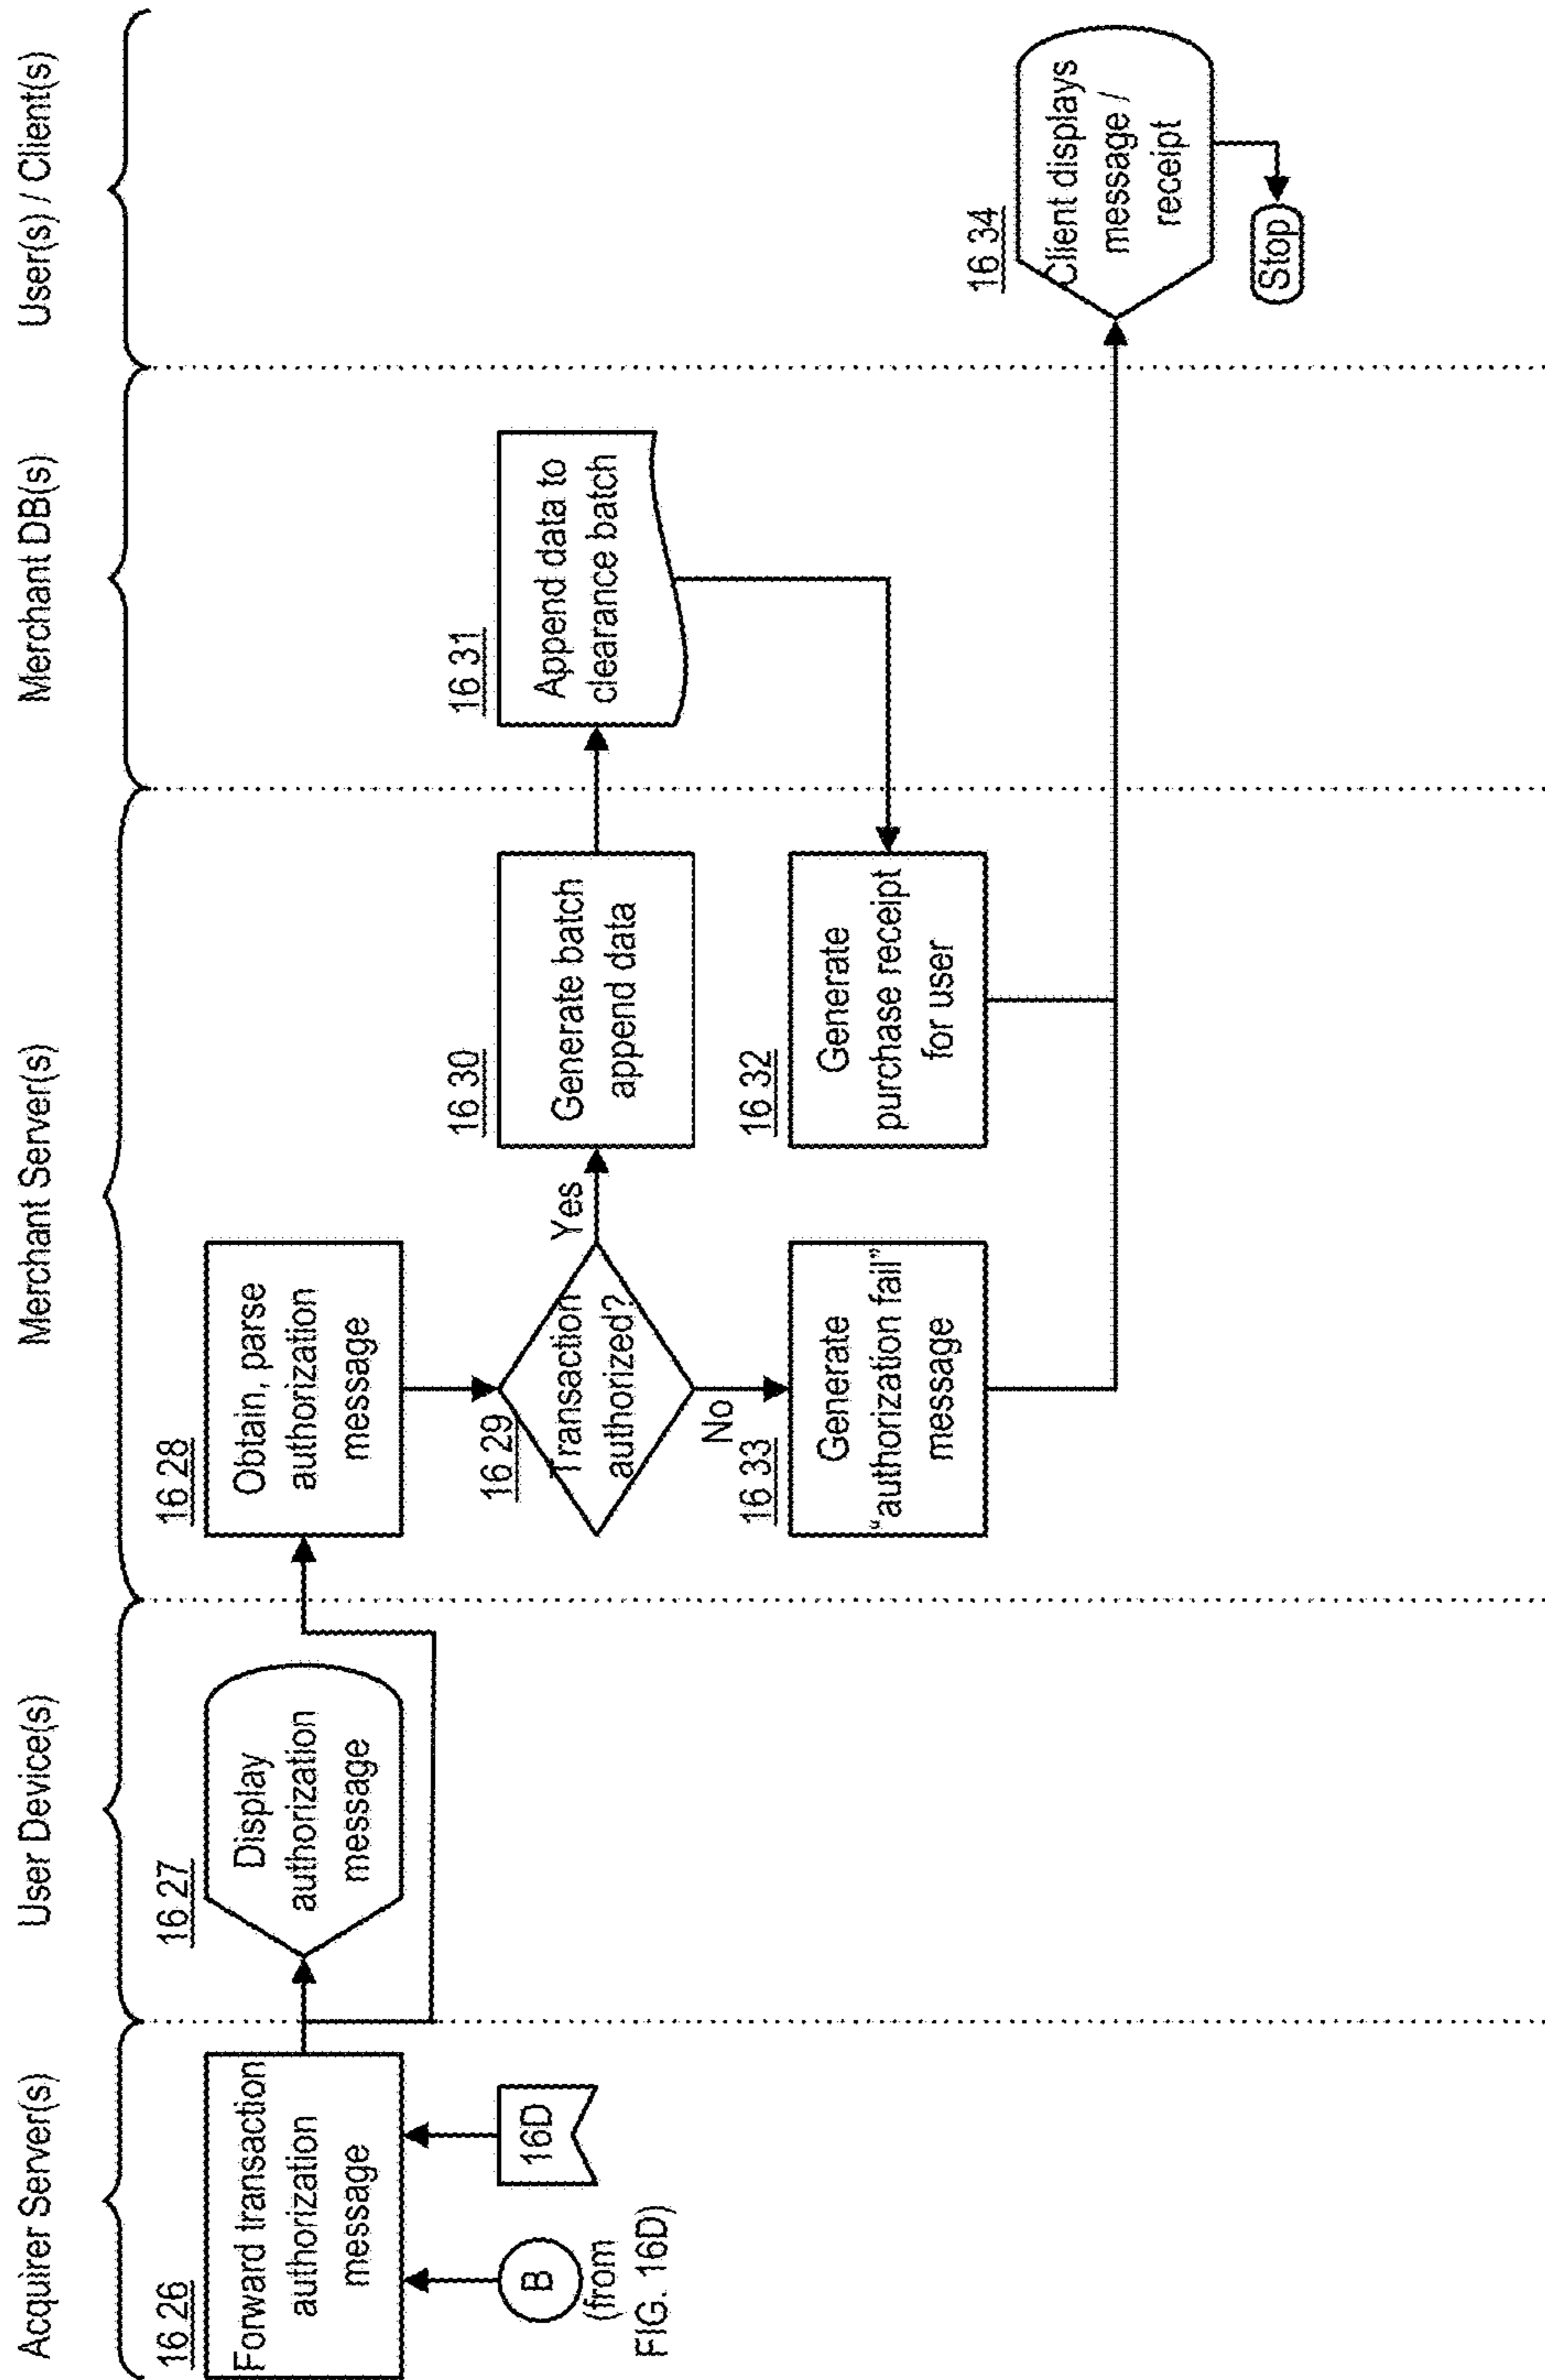 Acquirer Server(s)
User Device(s)
Merchant Server(s)
Merchant DB(s)
User(s) / Client(s)
16 26
Forward transaction
authorization
message
B
(from
FIG. 16D)
16D
16 27
Display
authorization
message
16 28
Obtain, parse
authorization
message
16 29
Transaction
authorized?
Yes
No
16 30
Generate batch
append data
16 31
Append data to
clearance batch
16 32
Generate
purchase receipt
for user
16 33
Generate
“authorization fail”
message
16 34
Client displays
message /
receipt
Stop